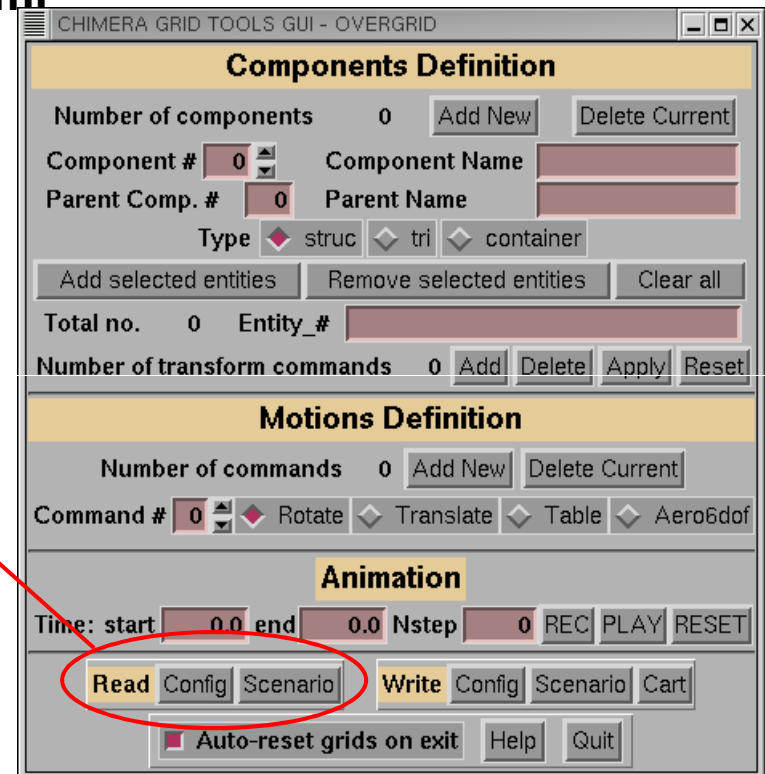 CHIMERA GRID TOOLS GUI - OVERGRID
Components Definition
Number of components 0 Add New Delete Current
Component # 0 Component Name
Parent Comp. # 0 Parent Name
Type struc tri container
Add selected entities Remove selected entities Clear all
Total no. 0 Entity_#
Number of transform commands 0 Add Delete Apply Reset
Motions Definition
Number of commands 0 Add New Delete Current
Command # 0 Rotate Translate Table Aero6dof
Animation
Time: start 0.0 end 0.0 Nstep 0 REC PLAY RESET
Read Config Scenario Write Config Scenario Cart
Auto-reset grids on exit Help Quit